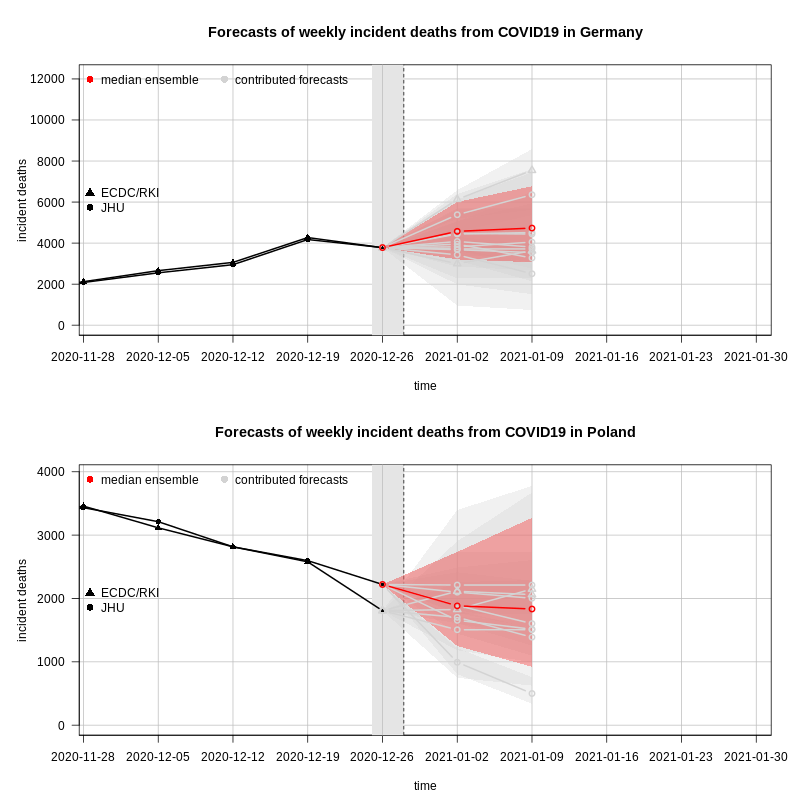 Forecasts of weekly incident deaths from COVID19 in Germany
12000
10000
8000
6000
4000
2000
0
incident deaths
median ensemble
contributed forecasts
ECDC/RKI
JHU
2020-11-28 2020-12-05 2020-12-12 2020-12-19 2020-12-26 2021-01-02 2021-01-09 2021-01-16 2021-01-23 2021-01-30
time
Forecasts of weekly incident deaths from COVID19 in Poland
4000
3000
2000
1000
0
incident deaths
median ensemble
contributed forecasts
ECDC/RKI
JHU
2020-11-28 2020-12-05 2020-12-12 2020-12-19 2020-12-26 2021-01-02 2021-01-09 2021-01-16 2021-01-23 2021-01-30
time